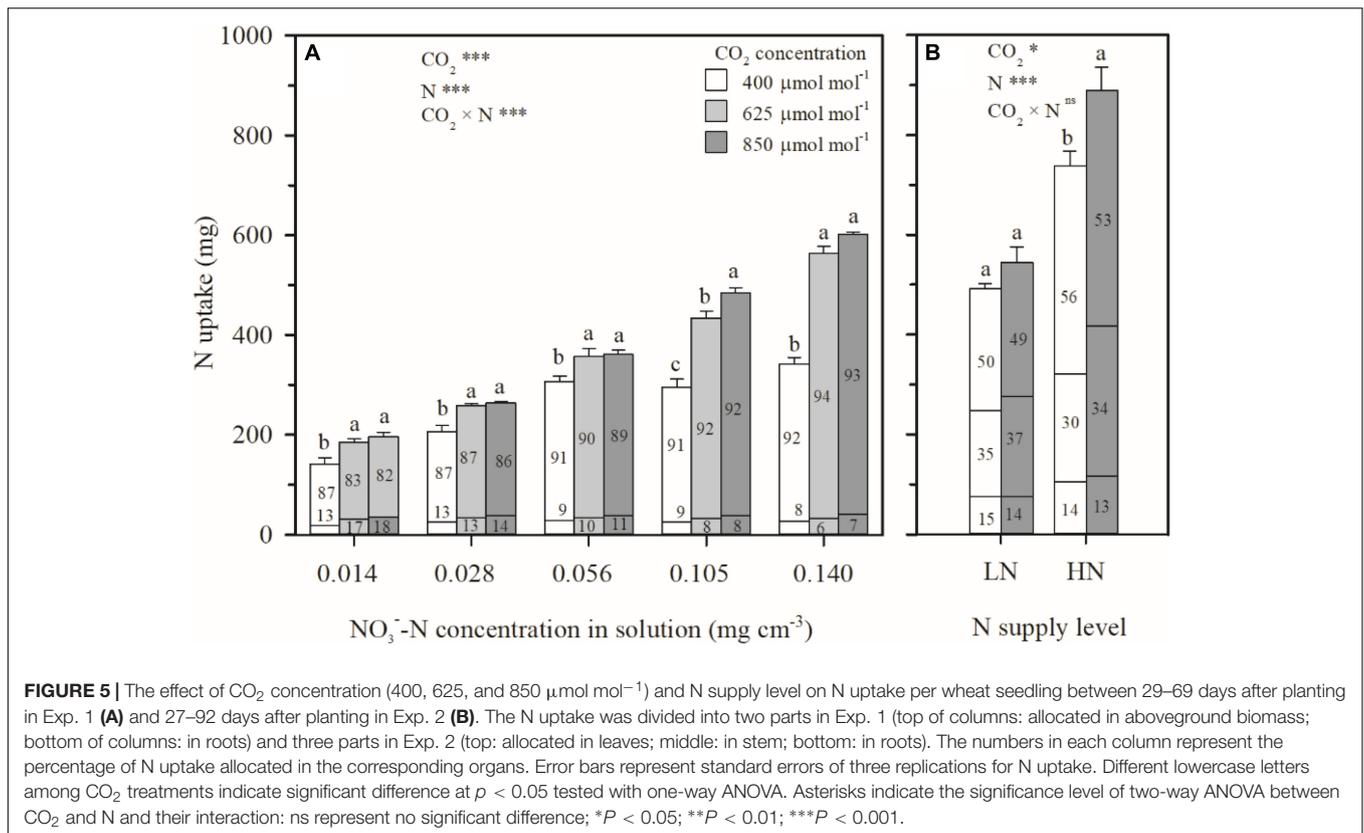 1000
800
600
400
200
0
N uptake (mg)
A
CO₂ ***
N ***
CO₂ × N ***
CO₂ concentration
400 μmol mol⁻¹
625 μmol mol⁻¹
850 μmol mol⁻¹
b a a
87 83 82
13 17 18
b a a
87 87 86
13 13 14
b a a
91 90 89
9 10 11
c b a
91 92 92
9 8 8
b a a
92 94 93
8 6 7
0.014 0.028 0.056 0.105 0.140
NO₃⁻-N concentration in solution (mg cm⁻³)
B
CO₂ *
N ***
CO₂ × N ns
a a
50 49
35 37
15 14
b a
56 53
30 34
14 13
LN HN
N supply level
FIGURE 5 | The effect of CO₂ concentration (400, 625, and 850 μmol mol⁻¹) and N supply level on N uptake per wheat seedling between 29–69 days after planting
in Exp. 1 (A) and 27–92 days after planting in Exp. 2 (B). The N uptake was divided into two parts in Exp. 1 (top of columns: allocated in aboveground biomass;
bottom of columns: in roots) and three parts in Exp. 2 (top: allocated in leaves; middle: in stem; bottom: in roots). The numbers in each column represent the
percentage of N uptake allocated in the corresponding organs. Error bars represent standard errors of three replications for N uptake. Different lowercase letters
among CO₂ treatments indicate significant difference at p < 0.05 tested with one-way ANOVA. Asterisks indicate the significance level of two-way ANOVA between
CO₂ and N and their interaction: ns represent no significant difference; *P < 0.05; **P < 0.01; ***P < 0.001.